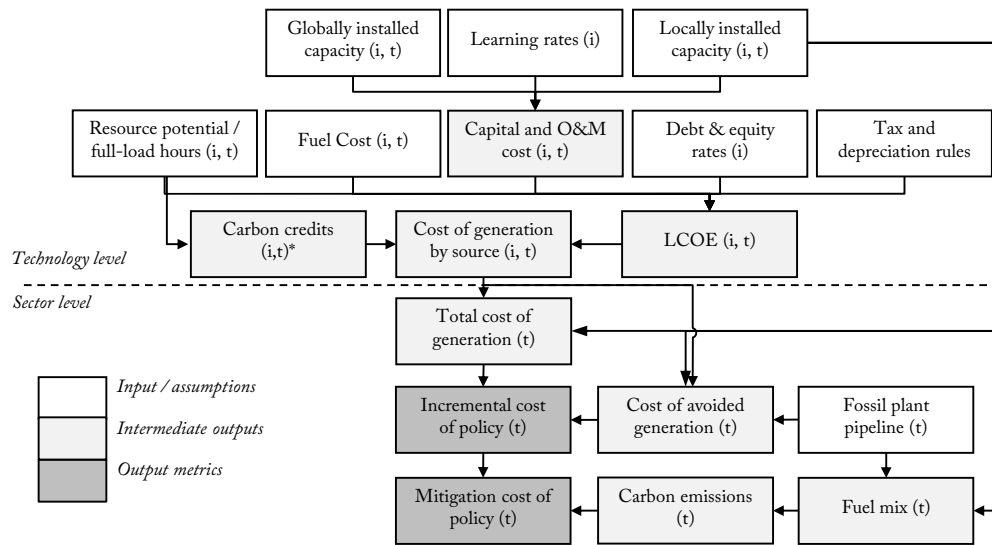 Globally installed
capacity (i, t)
Learning rates (i)
Locally installed
capacity (i, t)
Resource potential /
full-load hours (i, t)
Fuel Cost (i, t)
Capital and O&M
cost (i, t)
Debt & equity
rates (i)
Tax and
depreciation rules
Carbon credits
(i,t)*
Cost of generation
by source (i, t)
LCOE (i, t)
Technology level
Sector level
Total cost of
generation (t)
Input / assumptions
Intermediate outputs
Output metrics
Incremental cost
of policy (t)
Cost of avoided
generation (t)
Fossil plant
pipeline (t)
Mitigation cost of
policy (t)
Carbon emissions
(t)
Fuel mix (t)